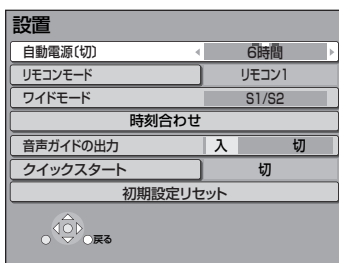 設置
自動電源〔切〕 6時間
リモコンモード リモコン1
ワイドモード S1/S2
時刻合わせ
音声ガイドの出力 入 切
クイックスタート 切
初期設定リセット
戻る